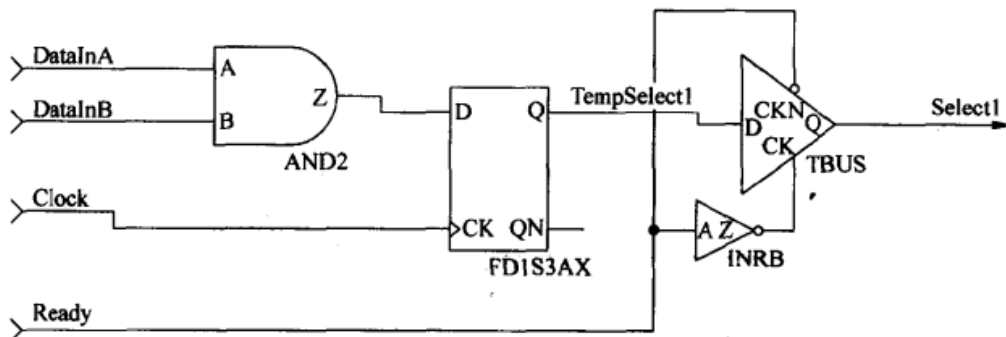 DataInA
DataInB
A
B
Z
AND2
Clock
D
Q
CK
QN
FD1S3AX
TempSelect1
D
CKN
Q
CK
TBUS
Select1
A Z
INRB
Ready